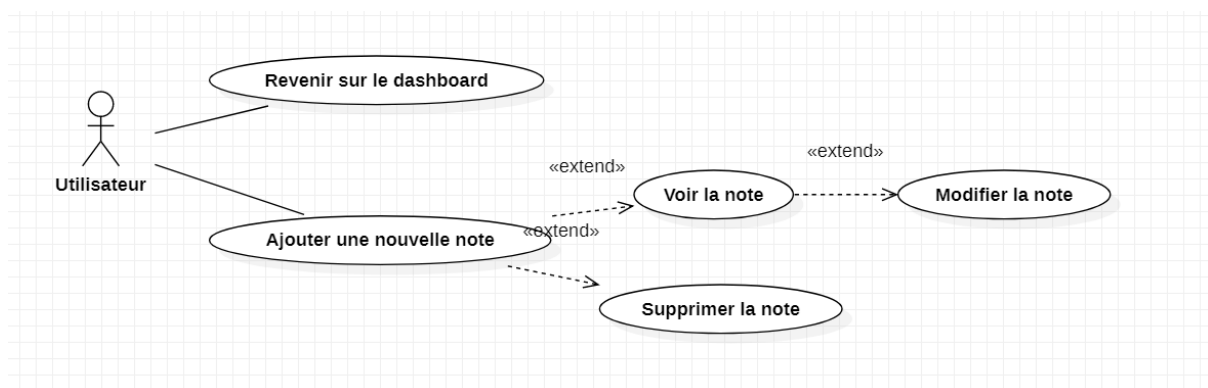 Revenir sur le dashboard
Utilisateur
«extend»
«extend»
Voir la note
Modifier la note
Ajouter une nouvelle note
«extend»
Supprimer la note